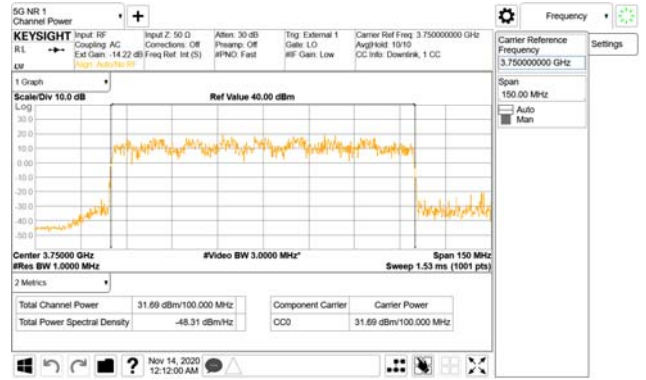 5G NR 1
Channel Power
+
Frequency
KEYSIGHT
RL
Input: RF
Coupling: AC
Ext Gain: -14.22 dB
Align: Auto/No RF
Input Z: 50 Ω
Corrections: Off
Freq Ref: Int (S)
Atten: 30 dB
Preamp: Off
#PNO: Fast
Trig: External 1
Gate: LO
#IF Gain: Low
Carrier Ref Freq: 3.750000000 GHz
Avg|Hold: 10/10
CC Info: Downlink, 1 CC
Carrier Reference
Frequency
3.750000000 GHz
Settings
Span
150.00 MHz
Auto
Man
1 Graph
Scale/Div 10.0 dB
Ref Value 40.00 dBm
Log
30.0
20.0
10.0
0.00
-10.0
-20.0
-30.0
-40.0
-50.0
Center 3.75000 GHz
#Video BW 3.0000 MHz*
Span 150 MHz
#Res BW 1.0000 MHz
Sweep 1.53 ms (1001 pts)
2 Metrics
Total Channel Power 31.69 dBm/100.000 MHz
Total Power Spectral Density -48.31 dBm/Hz
Component Carrier Carrier Power
CC0 31.69 dBm/100.000 MHz
?
Nov 14, 2020
12:12:00 AM